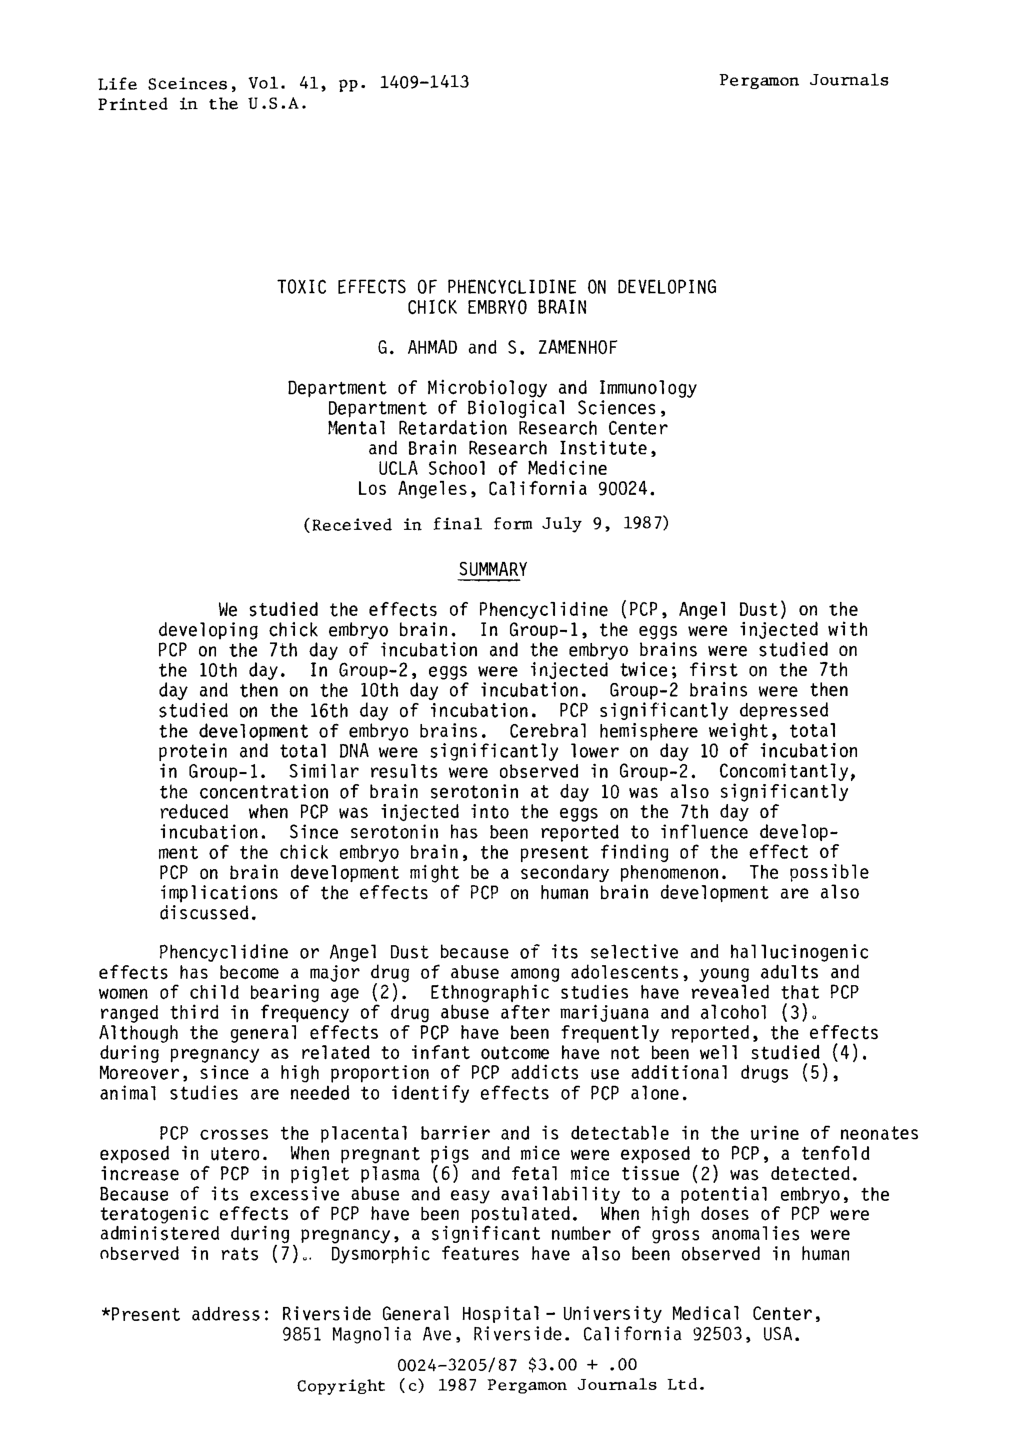 Life Sceinces, Vol. 41, pp. 1409-1413
Pergamon Journals
Printed in the U.S.A.
TOXIC EFFECTS OF PHENCYCLIDINE ON DEVELOPING
CHICK EMBRYO BRAIN
G. AHMAD and S. ZAMENHOF
Department of Microbiology and Immunology
Department of Biological Sciences,
Mental Retardation Research Center
and Brain Research Institute,
UCLA School of Medicine
Los Angeles, California 90024.
(Received in final form July 9, 1987)
SUMMARY
We studied the effects of Phencyclidine (PCP, Angel Dust) on the
developing chick embryo brain. In Group-1, the eggs were injected with
PCP on the 7th day of incubation and the embryo brains were studied on
the 10th day. In Group-2, eggs were injected twice; first on the 7th
day and then on the 10th day of incubation. Group-2 brains were then
studied on the 16th day of incubation. PCP significantly depressed
the development of embryo brains. Cerebral hemisphere weight, total
protein and total DNA were significantly lower on day 10 of incubation
in Group-1. Similar results were observed in Group-2. Concomitantly,
the concentration of brain serotonin at day 10 was also significantly
reduced when PCP was injected into the eggs on the 7th day of
incubation. Since serotonin has been reported to influence develop-
ment of the chick embryo brain, the present finding of the effect of
PCP on brain development might be a secondary phenomenon. The possible
implications of the effects of PCP on human brain development are also
discussed.
Phencyclidine or Angel Dust because of its selective and hallucinogenic
effects has become a major drug of abuse among adolescents, young adults and
women of child bearing age (2). Ethnographic studies have revealed that PCP
ranged third in frequency of drug abuse after marijuana and alcohol (3).
Although the general effects of PCP have been frequently reported, the effects
during pregnancy as related to infant outcome have not been well studied (4).
Moreover, since a high proportion of PCP addicts use additional drugs (5),
animal studies are needed to identify effects of PCP alone.
PCP crosses the placental barrier and is detectable in the urine of neonates
exposed in utero. When pregnant pigs and mice were exposed to PCP, a tenfold
increase of PCP in piglet plasma (6) and fetal mice tissue (2) was detected.
Because of its excessive abuse and easy availability to a potential embryo, the
teratogenic effects of PCP have been postulated. When high doses of PCP were
administered during pregnancy, a significant number of gross anomalies were
observed in rats (7).. Dysmorphic features have also been observed in human
*Present address: Riverside General Hospital - University Medical Center,
9851 Magnolia Ave, Riverside. California 92503, USA.
0024-3205/87 $3.00 + .00
Copyright (c) 1987 Pergamon Journals Ltd.